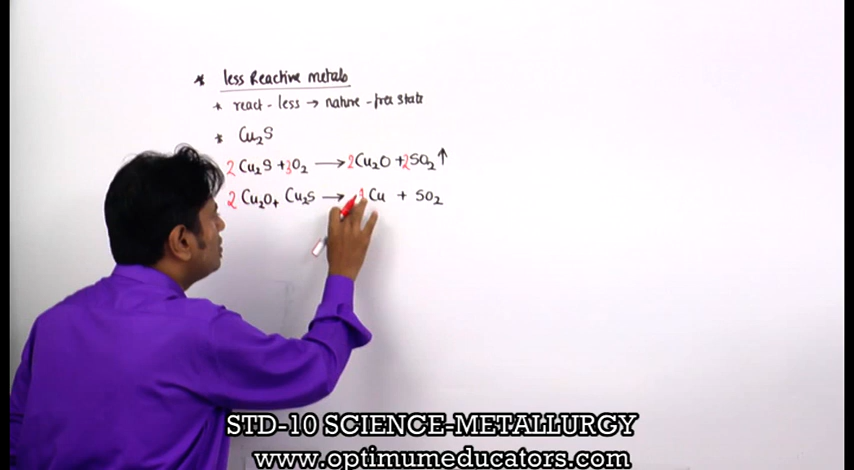 * less Reactive metals
* react - less → nature - free state
* Cu₂S
2 Cu₂S + 3O₂ → 2Cu₂O + 2SO₂ ↑
2 Cu₂O + Cu₂S → Cu + SO₂
STD-10 SCIENCE-METALLURGY
www.optimumeducators.com